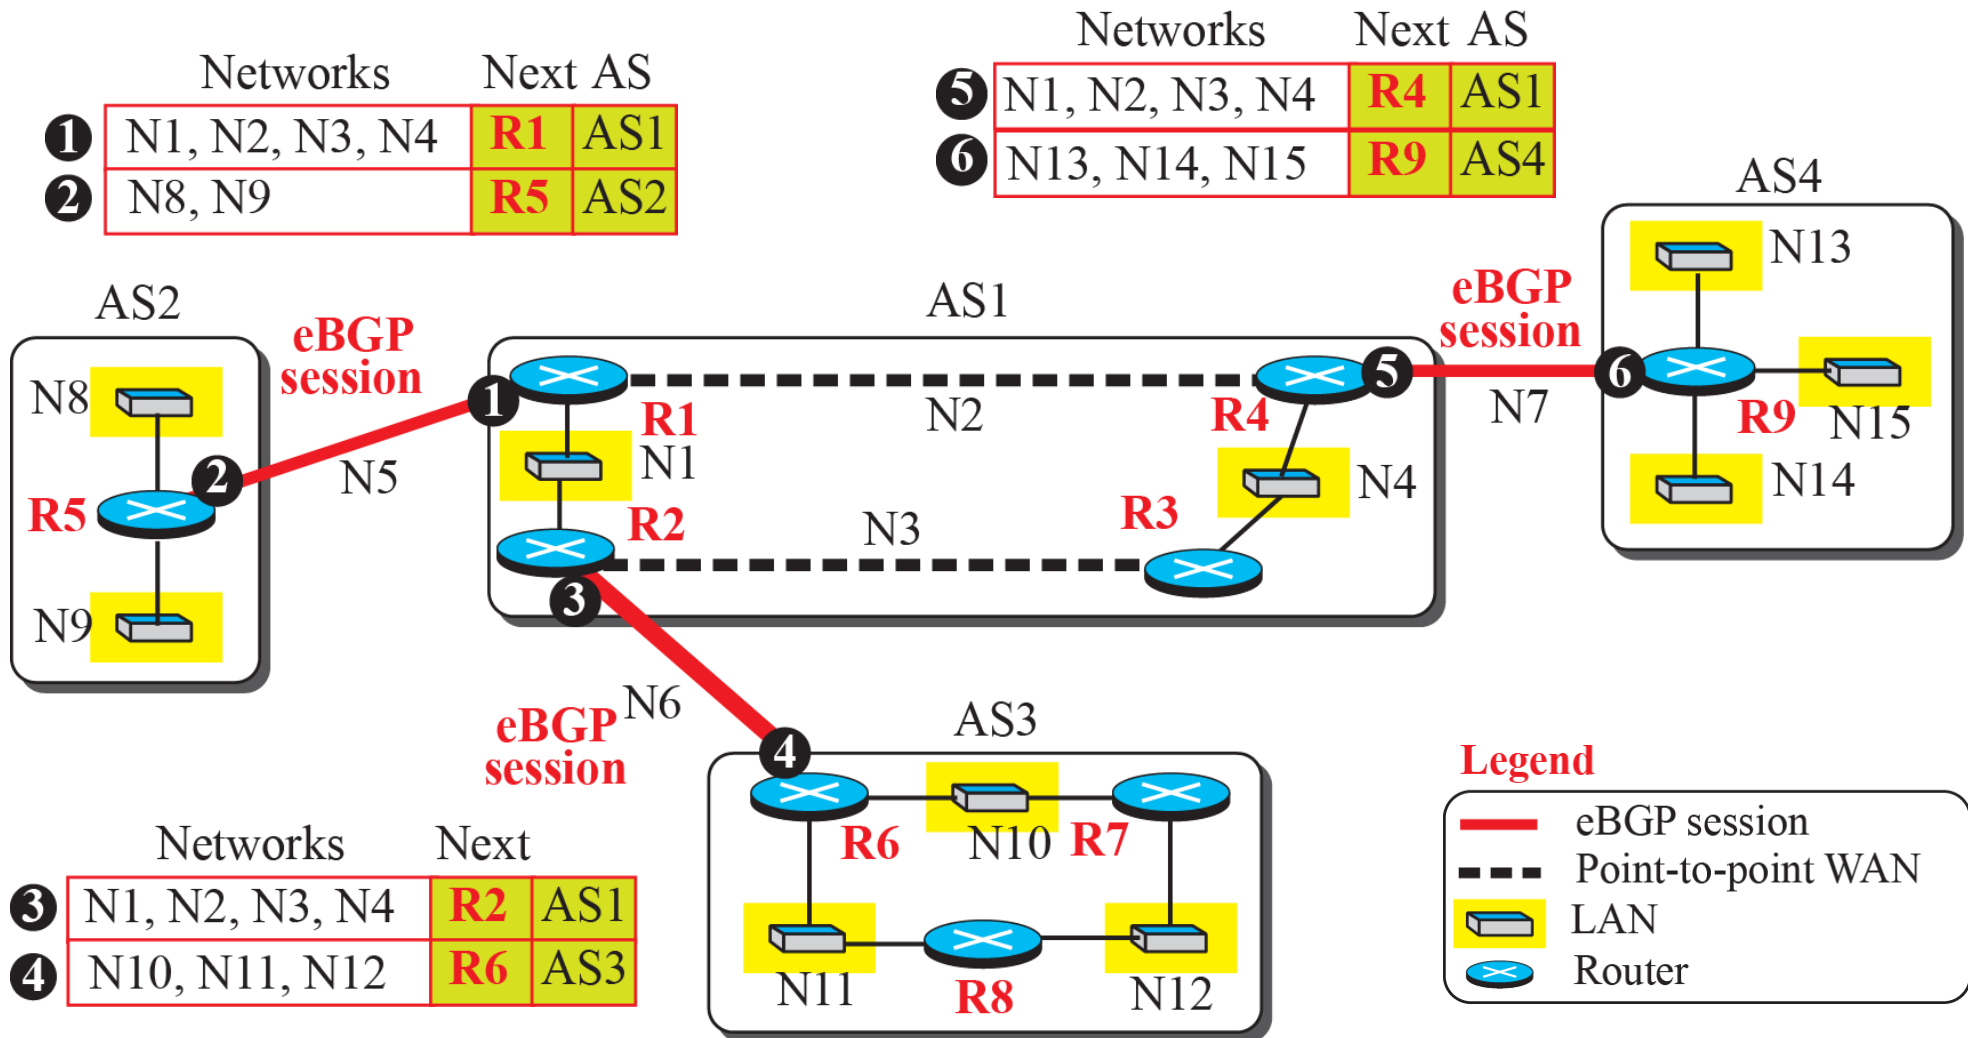 Networks Next AS
1 N1, N2, N3, N4 R1 AS1
2 N8, N9 R5 AS2
Networks Next AS
5 N1, N2, N3, N4 R4 AS1
6 N13, N14, N15 R9 AS4
AS2
N8
R5
N9
2
eBGP
session
N5
AS1
1
R1
N1
R2
3
N2
N3
R4
5
N4
R3
eBGP
session
N7
AS4
6
N13
R9
N15
N14
N6
eBGP
session
AS3
4
R6
N10
R7
N11
R8
N12
Networks Next
3 N1, N2, N3, N4 R2 AS1
4 N10, N11, N12 R6 AS3
Legend
eBGP session
Point-to-point WAN
LAN
Router